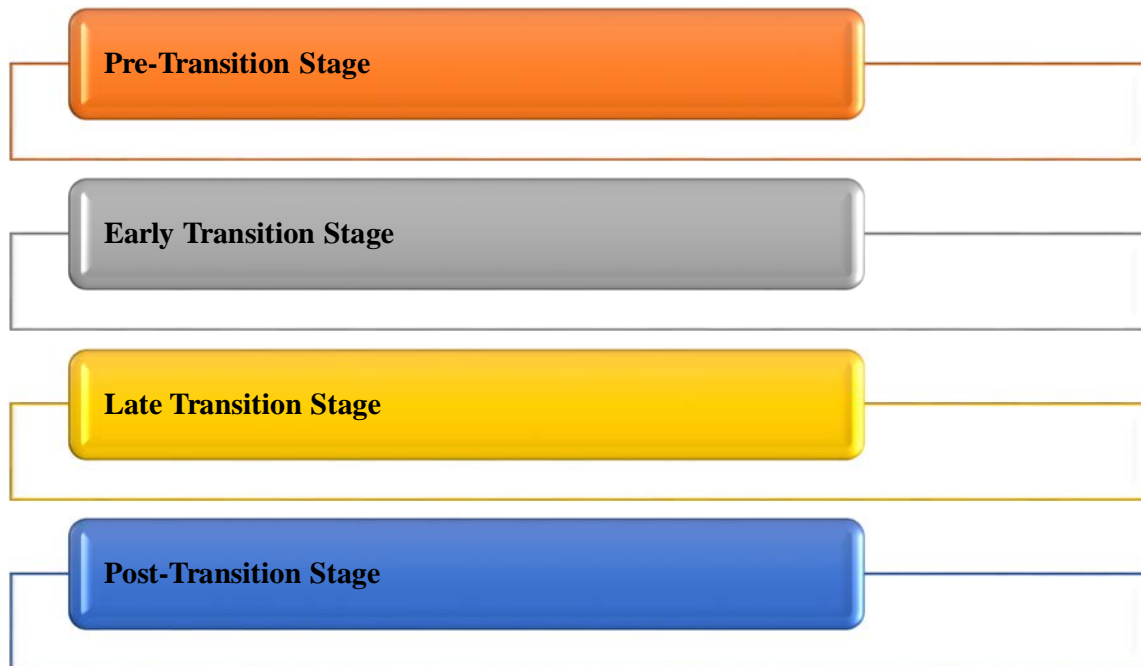 Pre-Transition Stage
Early Transition Stage
Late Transition Stage
Post-Transition Stage